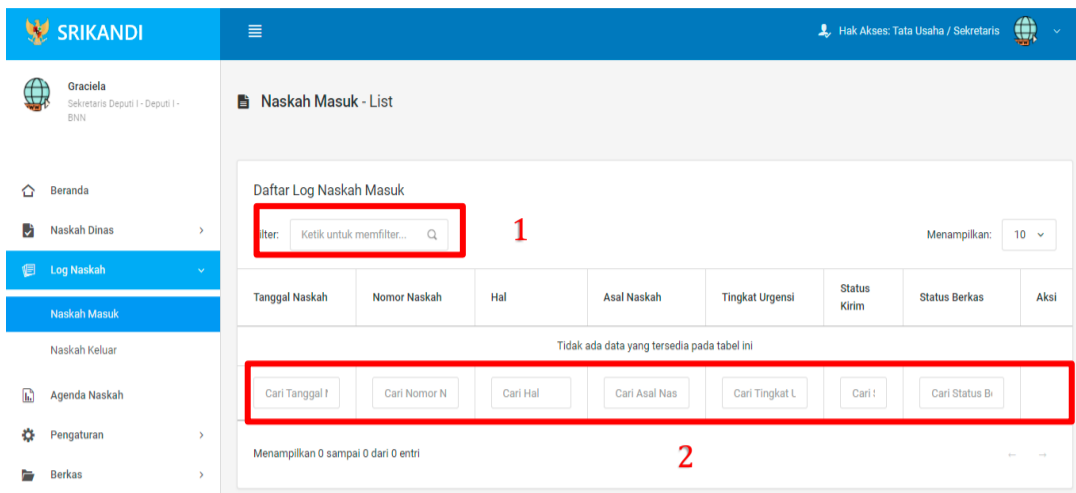 SRIKANDI
Hak Akses: Tata Usaha / Sekretaris
Graciela
Sekretaris Deputi I - Deputi I -
BNN
Naskah Masuk - List
Beranda
Naskah Dinas
Log Naskah
Naskah Masuk
Naskah Keluar
Agenda Naskah
Pengaturan
Berkas
Daftar Log Naskah Masuk
ilter: Ketik untuk memfilter...
1
Menampilkan: 10
Tanggal Naskah Nomor Naskah Hal Asal Naskah Tingkat Urgensi Status Kirim Status Berkas Aksi
Tidak ada data yang tersedia pada tabel ini
Cari Tanggal Cari Nomor N Cari Hal Cari Asal Nas Cari Tingkat Cari Cari Status
Menampilkan 0 sampai 0 dari 0 entri
2